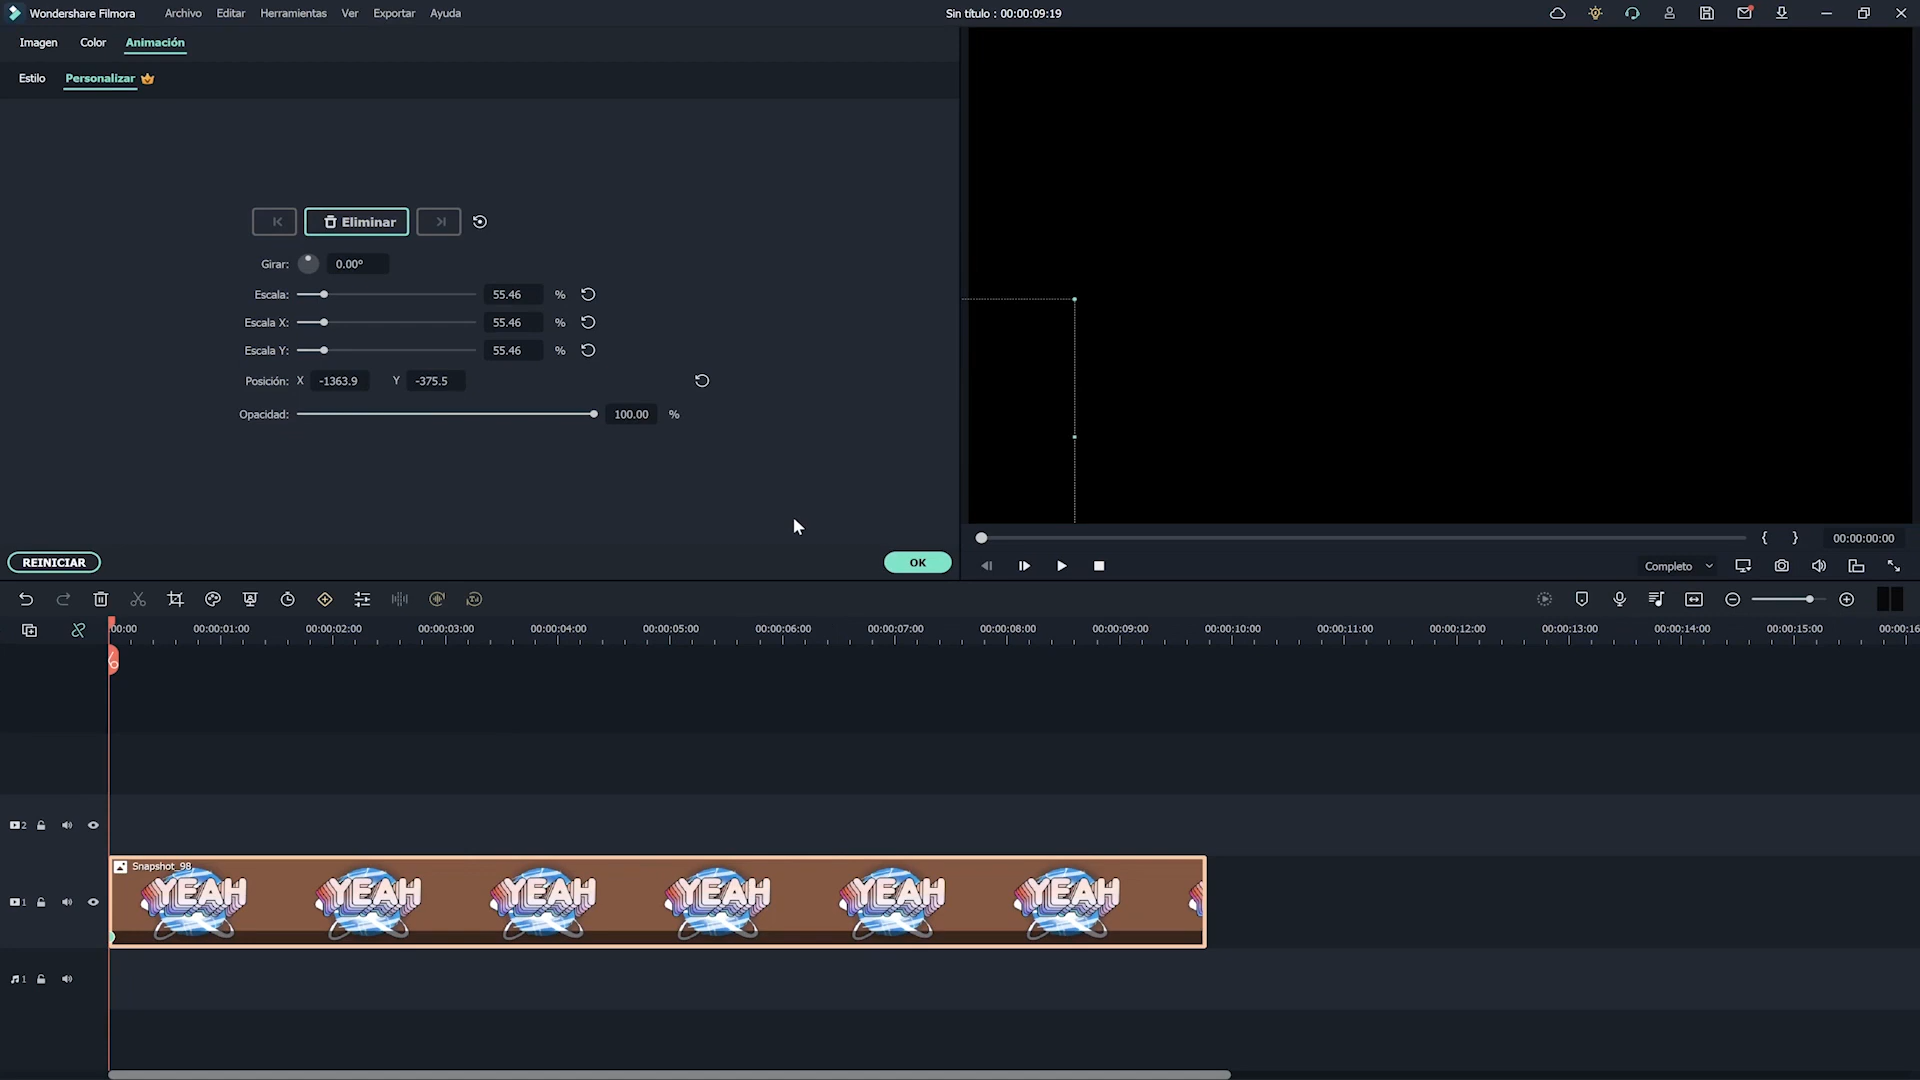 Wondershare Filmora Archivo Editar Herramientas Ver Exportar Ayuda Sin título : 00:00:09:19
Imagen Color Animación
Estilo Personalizar
Eliminar
Girar: 0.00º
Escala: 55.46 %
Escala X: 55.46 %
Escala Y: 55.46 %
Posición: X -1363.9 Y -375.5
Opacidad: 100.00 %
{ } 00:00:00:00
REINICIAR OK
Completo
00:00 00:00:01:00 00:00:02:00 00:00:03:00 00:00:04:00 00:00:05:00 00:00:06:00 00:00:07:00 00:00:08:00 00:00:09:00 00:00:10:00 00:00:11:00 00:00:12:00 00:00:13:00 00:00:14:00 00:00:15:00 00:00:16
2
Snapshot_98
YEAH YEAH YEAH YEAH YEAH YEAH
1
1